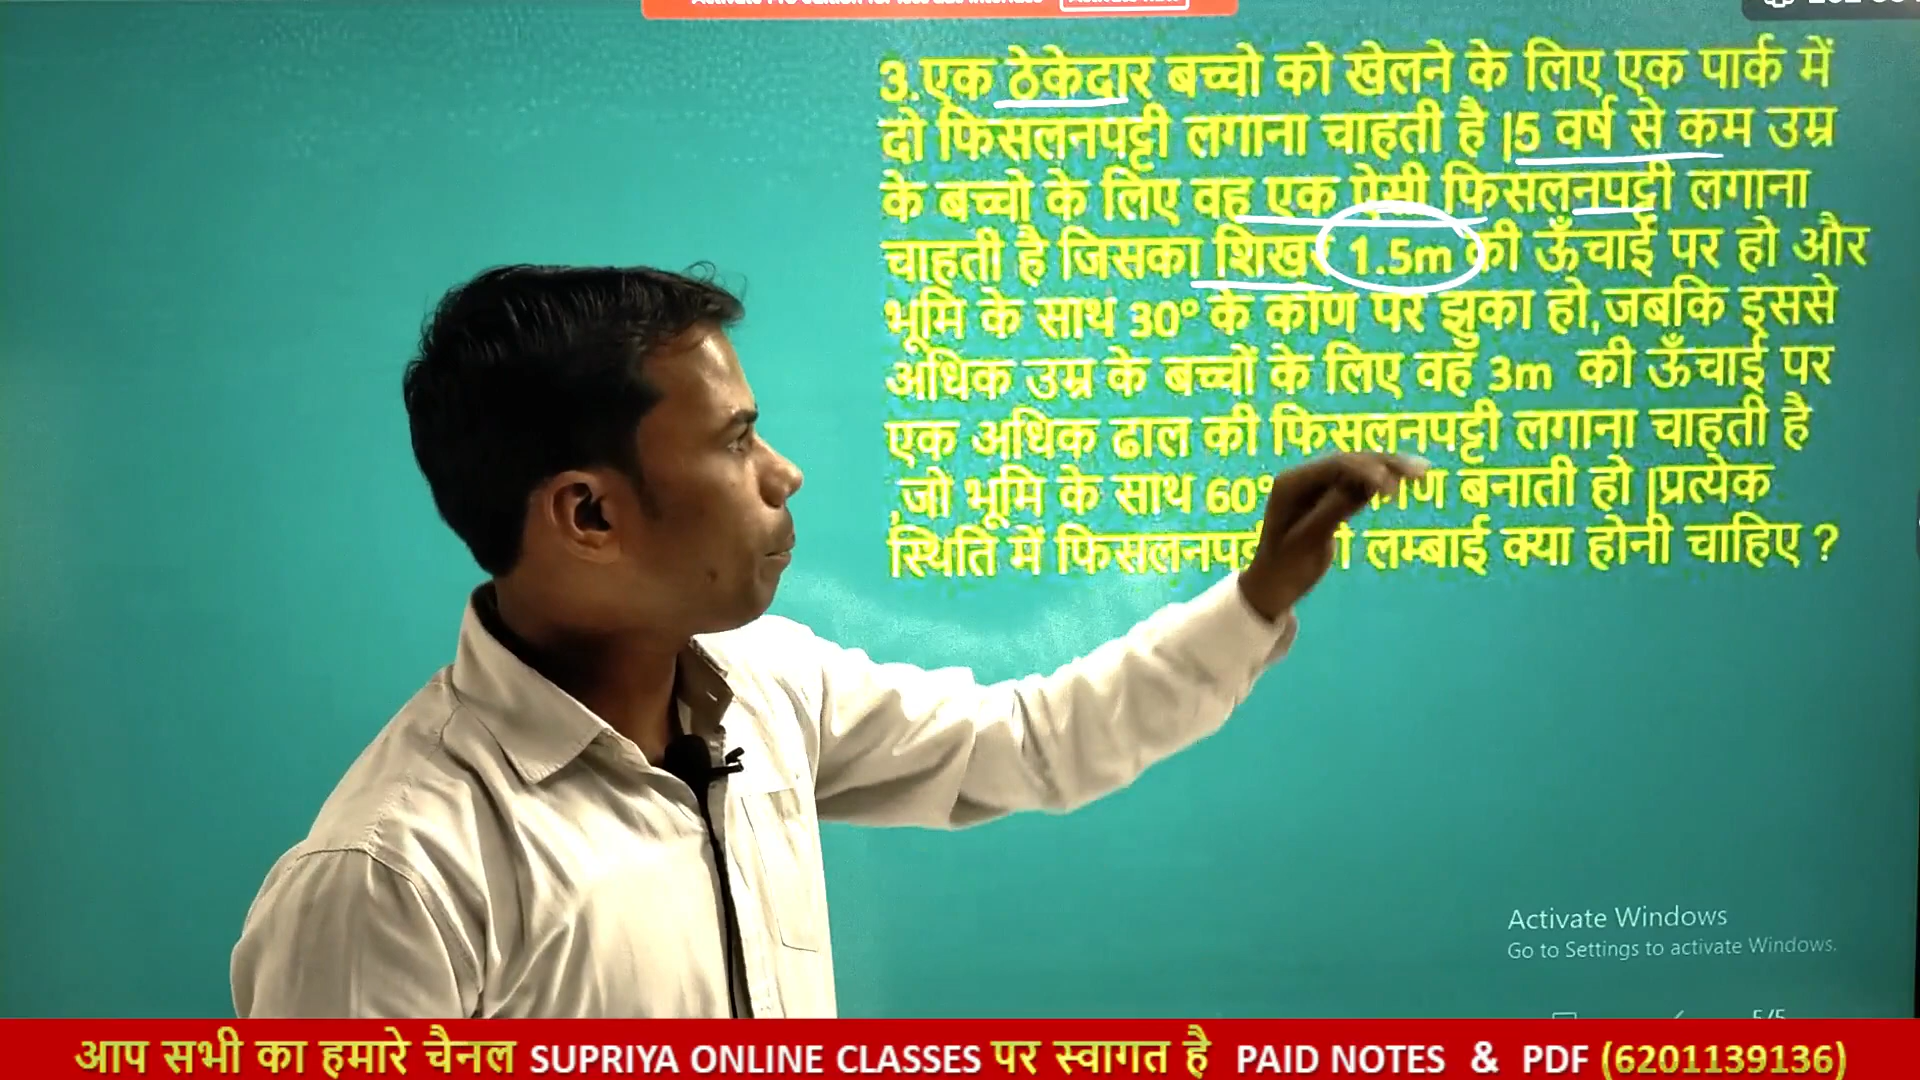 3.एक ठेकेदार बच्चो को खेलने के लिए एक पार्क में
दो फिसलनपट्टी लगाना चाहती है |5 वर्ष से कम उम्र
के बच्चो के लिए वह एक ऐसी फिसलनपट्टी लगाना
चाहती है जिसका शिखर 1.5m की ऊँचाई पर हो और
भूमि के साथ 30° के कोण पर झुका हो,जबकि इससे
अधिक उम्र के बच्चों के लिए वह 3m की ऊँचाई पर
एक अधिक ढाल की फिसलनपट्टी लगाना चाहती है
,जो भूमि के साथ 60° बनाती हो |प्रत्येक
स्थिति में लम्बाई क्या होनी चाहिए ?
Activate Windows
Go to Settings to activate Windows.
5/5
आप सभी का हमारे चैनल SUPRIYA ONLINE CLASSES पर स्वागत है PAID NOTES & PDF (6201139136)